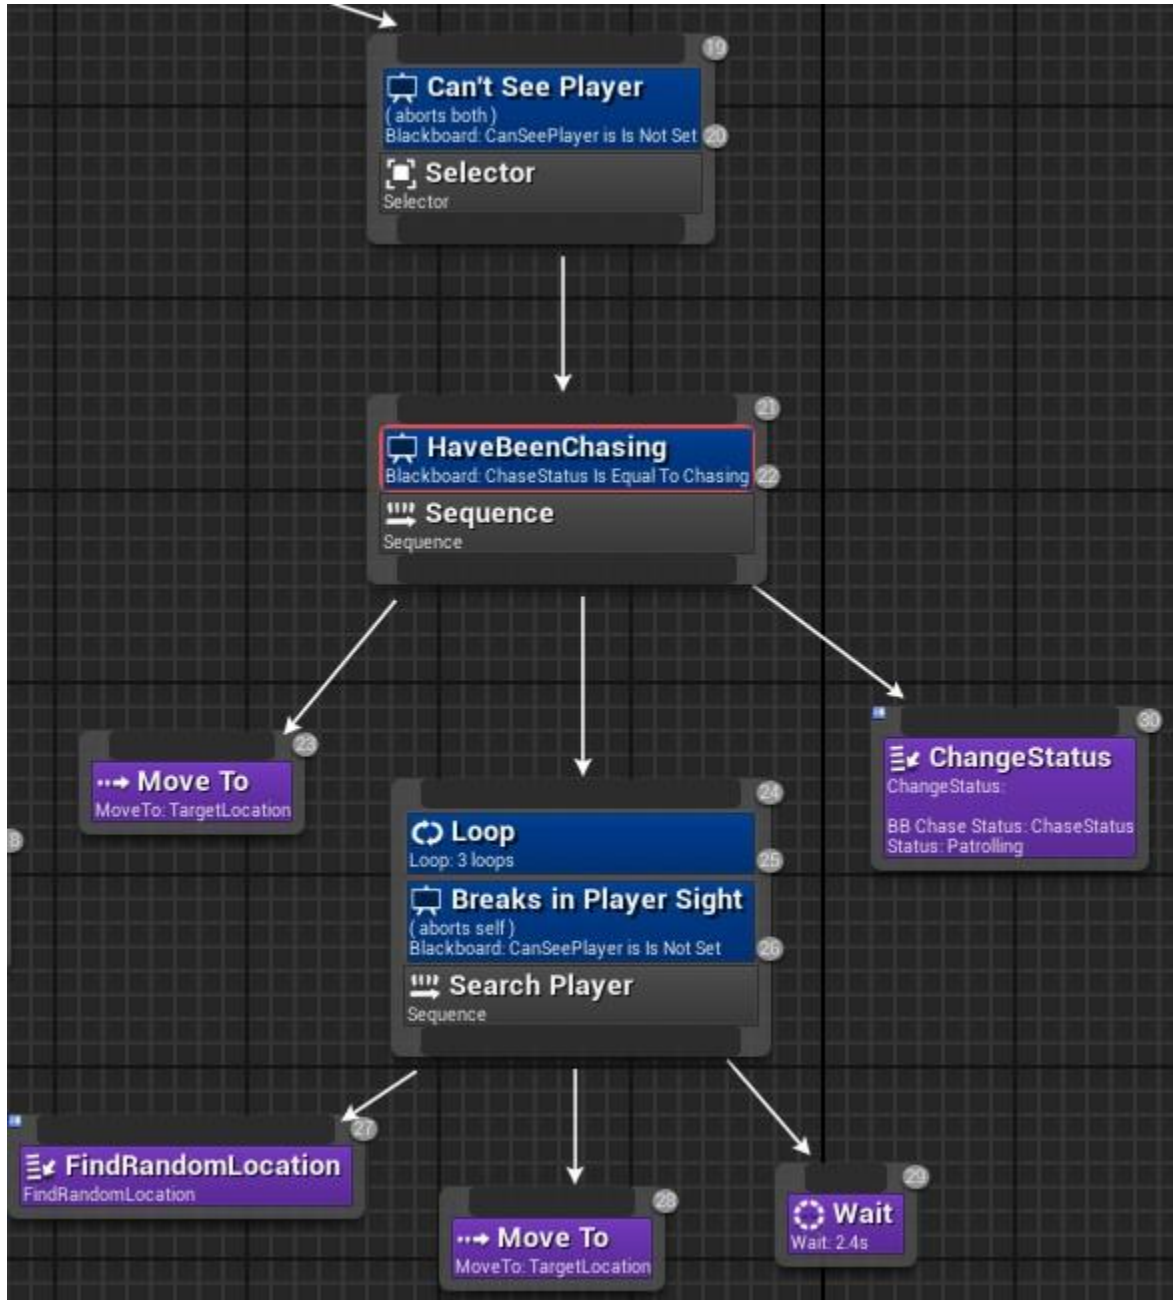 19
Can't See Player
( aborts both )
Blackboard: CanSeePlayer is Is Not Set
20
Selector
Selector
21
HaveBeenChasing
Blackboard: ChaseStatus Is Equal To Chasing
22
Sequence
Sequence
23
Move To
MoveTo: TargetLocation
8
24
Loop
Loop: 3 loops
25
Breaks in Player Sight
( aborts self )
Blackboard: CanSeePlayer is Is Not Set
26
Search Player
Sequence
30
ChangeStatus
ChangeStatus:
BB Chase Status: ChaseStatus
Status: Patrolling
27
FindRandomLocation
FindRandomLocation
28
Move To
MoveTo: TargetLocation
29
Wait
Wait: 2.4s